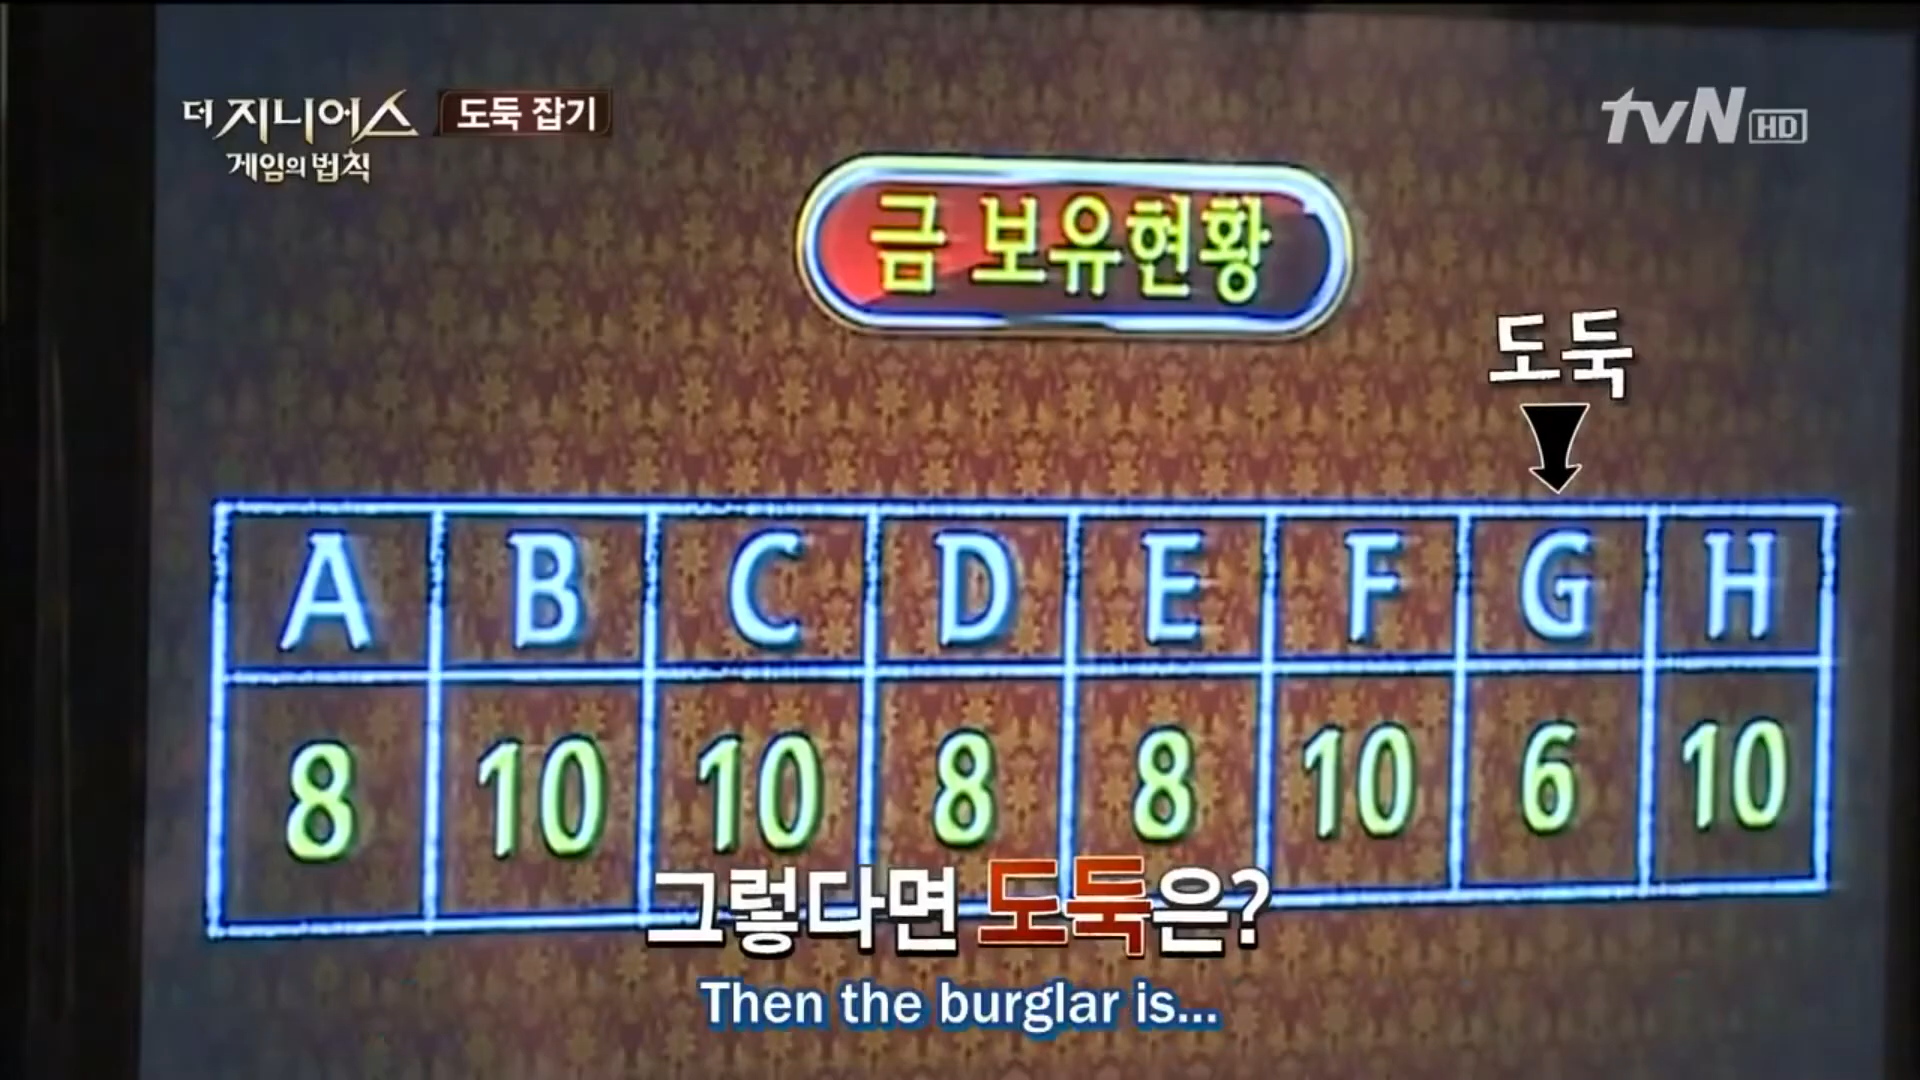 더 지니어스
게임의 법칙
도둑 잡기
tvN HD
금 보유현황
도둑
A B C D E F G H
8 10 10 8 8 10 6 10
그렇다면 도둑은?
Then the burglar is...